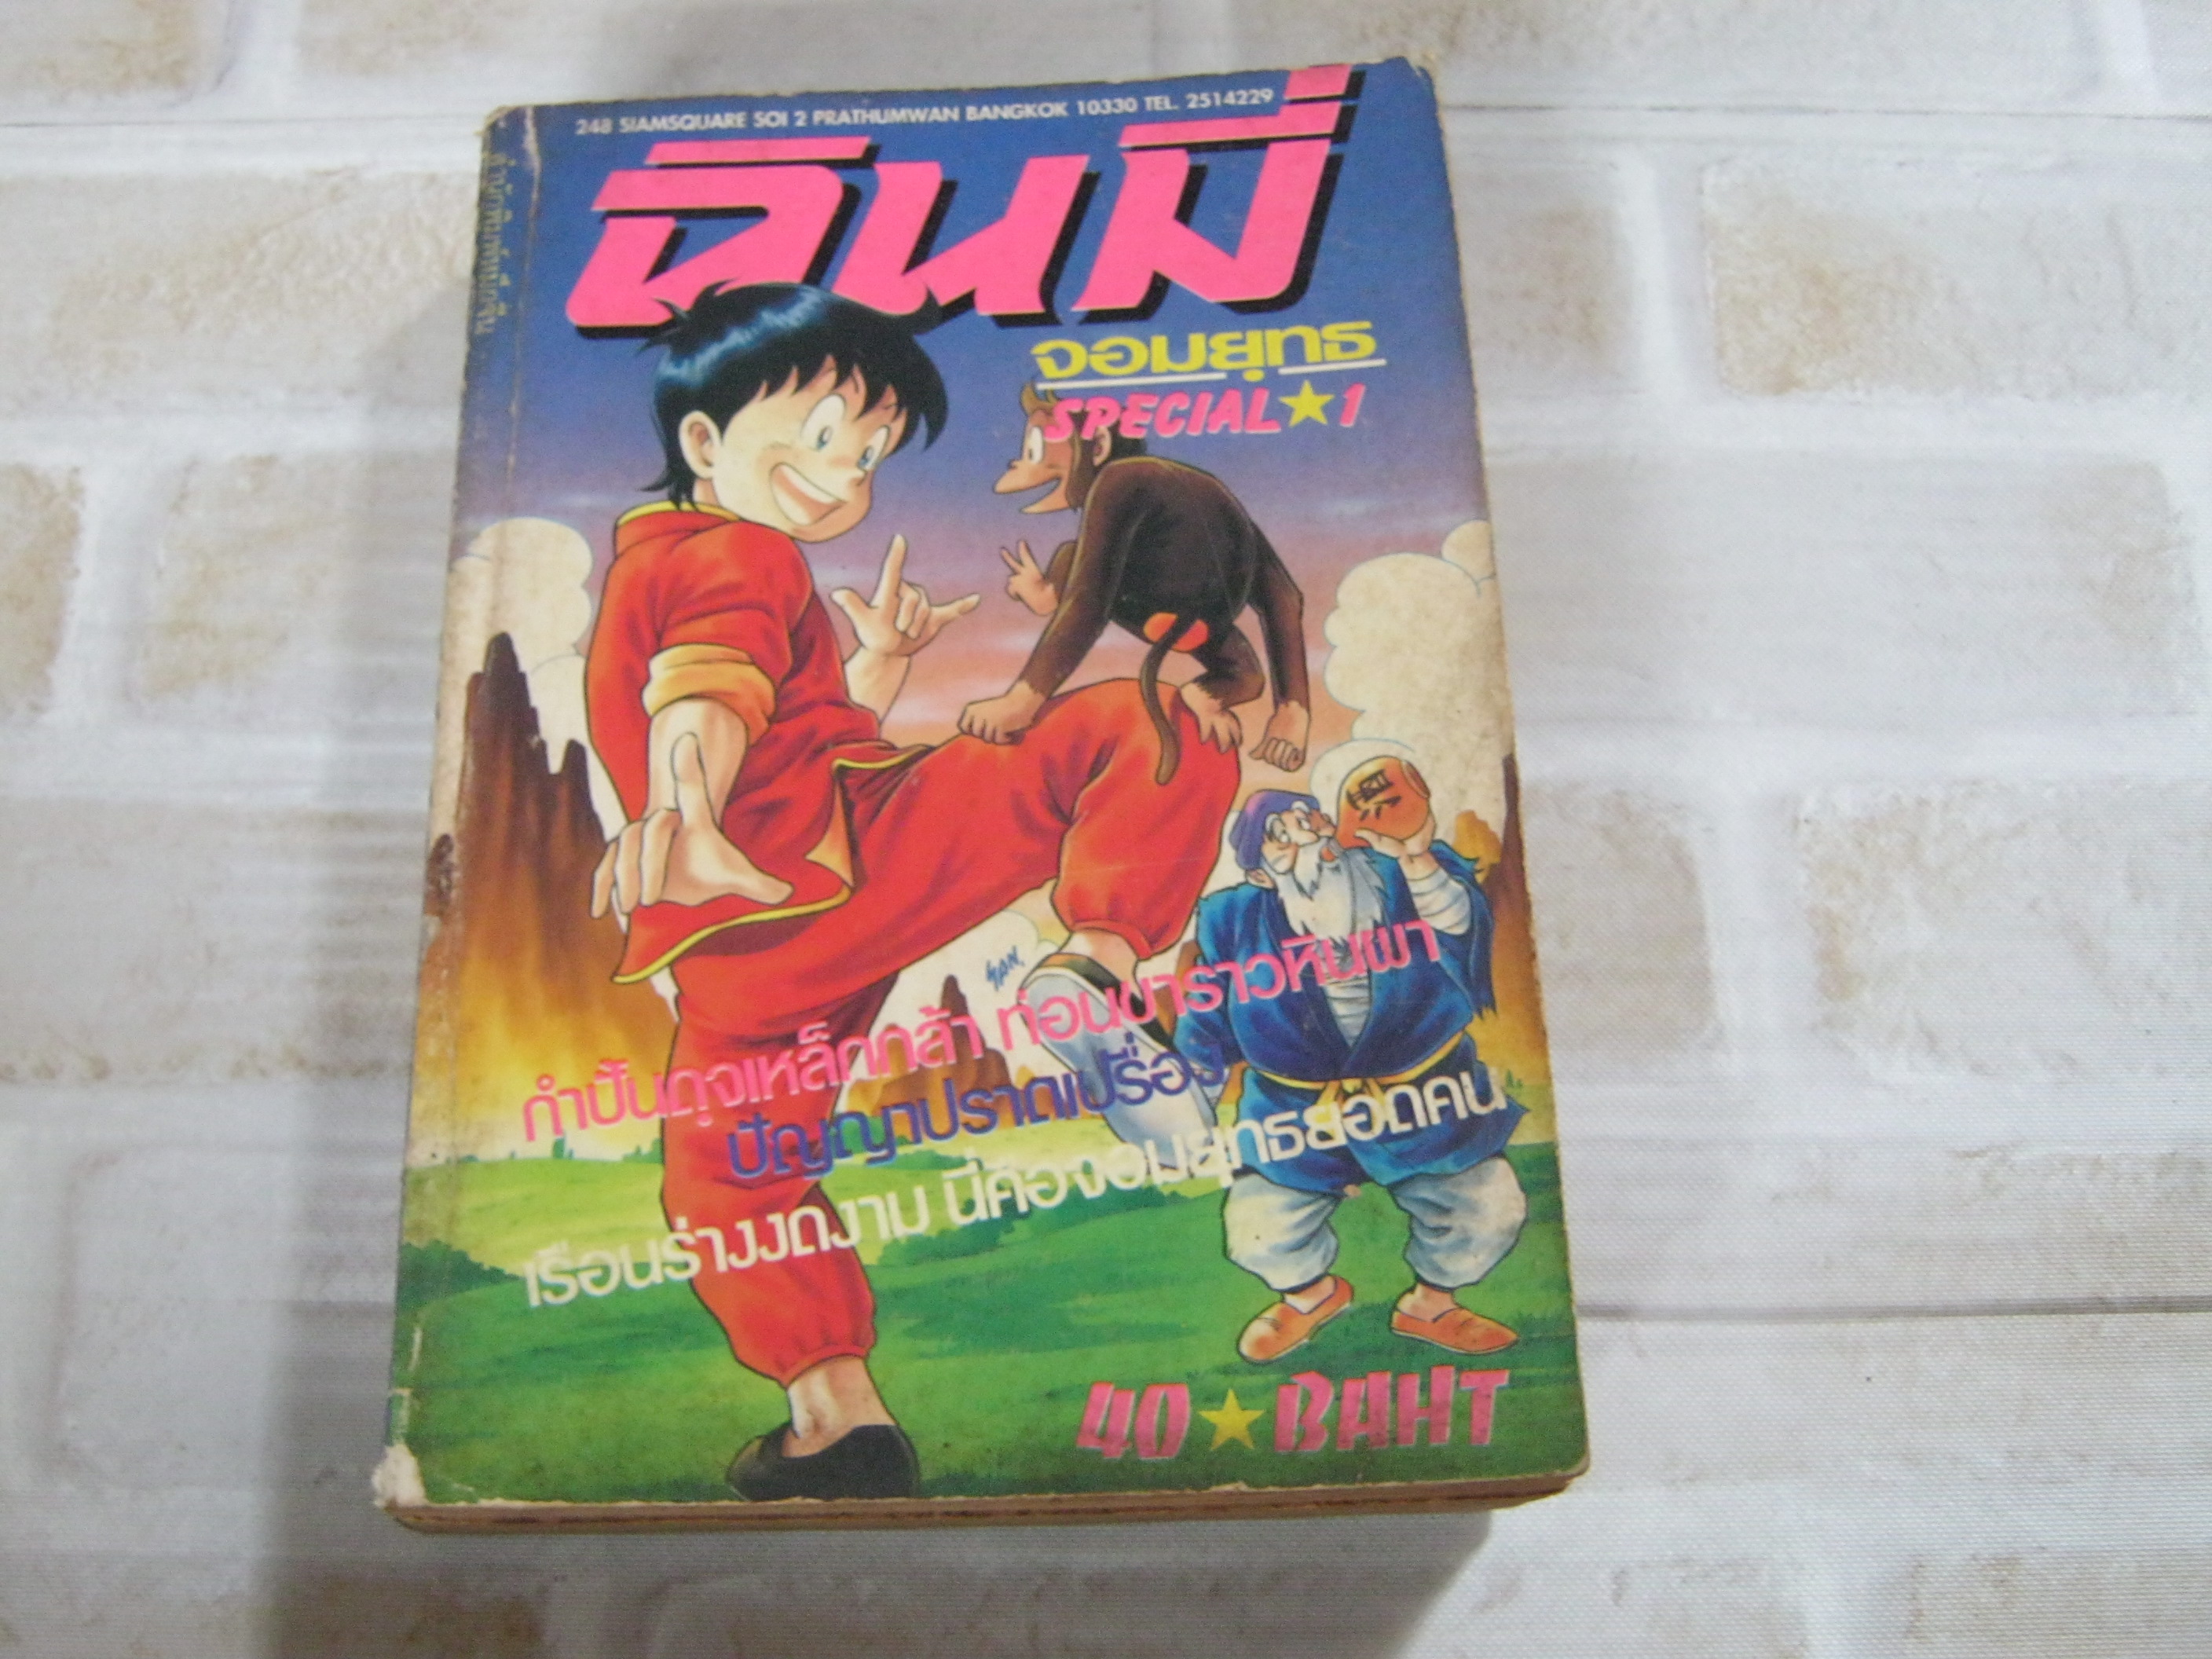 248 SIAMSQUARE SOI 2 PRATHUMWAN BANGKOK 10330 TEL. 2514229
ฉินมี่
จอมยุทธ
SPECIAL★1
SAN.
กำปั้นดุจเหล็กกล้า ท่อนขาราวหินผา
ปัญญาปราดเปรื่อง
เรือนร่างงดงาม นี่คือจอมยุทธยอดคน
40★BAHT